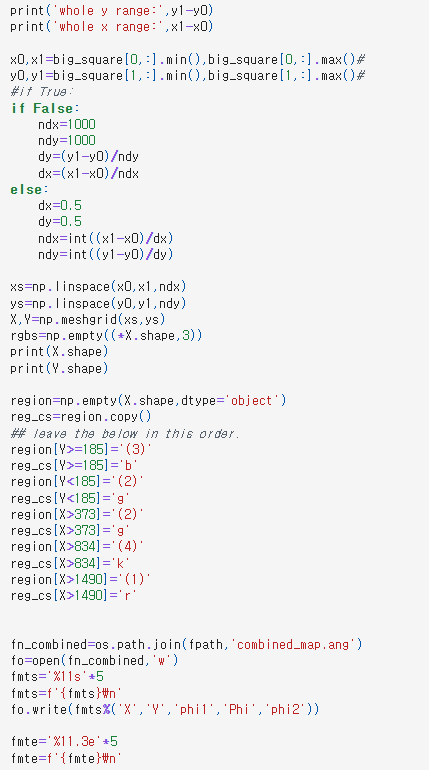 print('whole y range:',y1-y0)
print('whole x range:',x1-x0)

x0,x1=big_square[0,:].min(),big_square[0,:].max()#
y0,y1=big_square[1,:].min(),big_square[1,:].max()#
#if True:
if False:
    ndx=1000
    ndy=1000
    dy=(y1-y0)/ndy
    dx=(x1-x0)/ndx
else:
    dx=0.5
    dy=0.5
    ndx=int((x1-x0)/dx)
    ndy=int((y1-y0)/dy)

xs=np.linspace(x0,x1,ndx)
ys=np.linspace(y0,y1,ndy)
X,Y=np.meshgrid(xs,ys)
rgbs=np.empty((*X.shape,3))
print(X.shape)
print(Y.shape)

region=np.empty(X.shape,dtype='object')
reg_cs=region.copy()
## leave the below in this order.
region[Y>=185]='(3)'
reg_cs[Y>=185]='b'
region[Y<185]='(2)'
reg_cs[Y<185]='g'
region[X>373]='(2)'
reg_cs[X>373]='g'
region[X>834]='(4)'
reg_cs[X>834]='k'
region[X>1490]='(1)'
reg_cs[X>1490]='r'

fn_combined=os.path.join(fpath,'combined_map.ang')
fo=open(fn_combined,'w')
fmts='%11s'*5
fmts=f'{fmts}₩n'
fo.write(fmts%('X','Y','phi1','Phi','phi2'))

fmte='%11.3e'*5
fmte=f'{fmte}₩n'